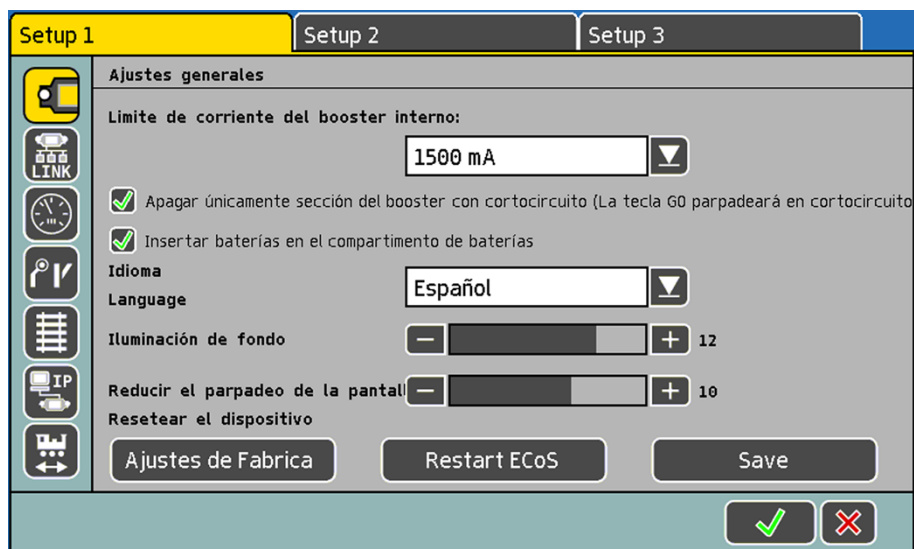 Setup 1
Setup 2
Setup 3
Ajustes generales
Limite de corriente del booster interno:
1500 mA
LINK
Apagar únicamente sección del booster con cortocircuito (La tecla GO parpadeará en cortocircuito
Insertar baterías en el compartimento de baterías
Idioma
Language
Español
Iluminación de fondo
12
IP
Reducir el parpadeo de la pantall
10
Resetear el dispositivo
Ajustes de Fabrica
Restart ECoS
Save